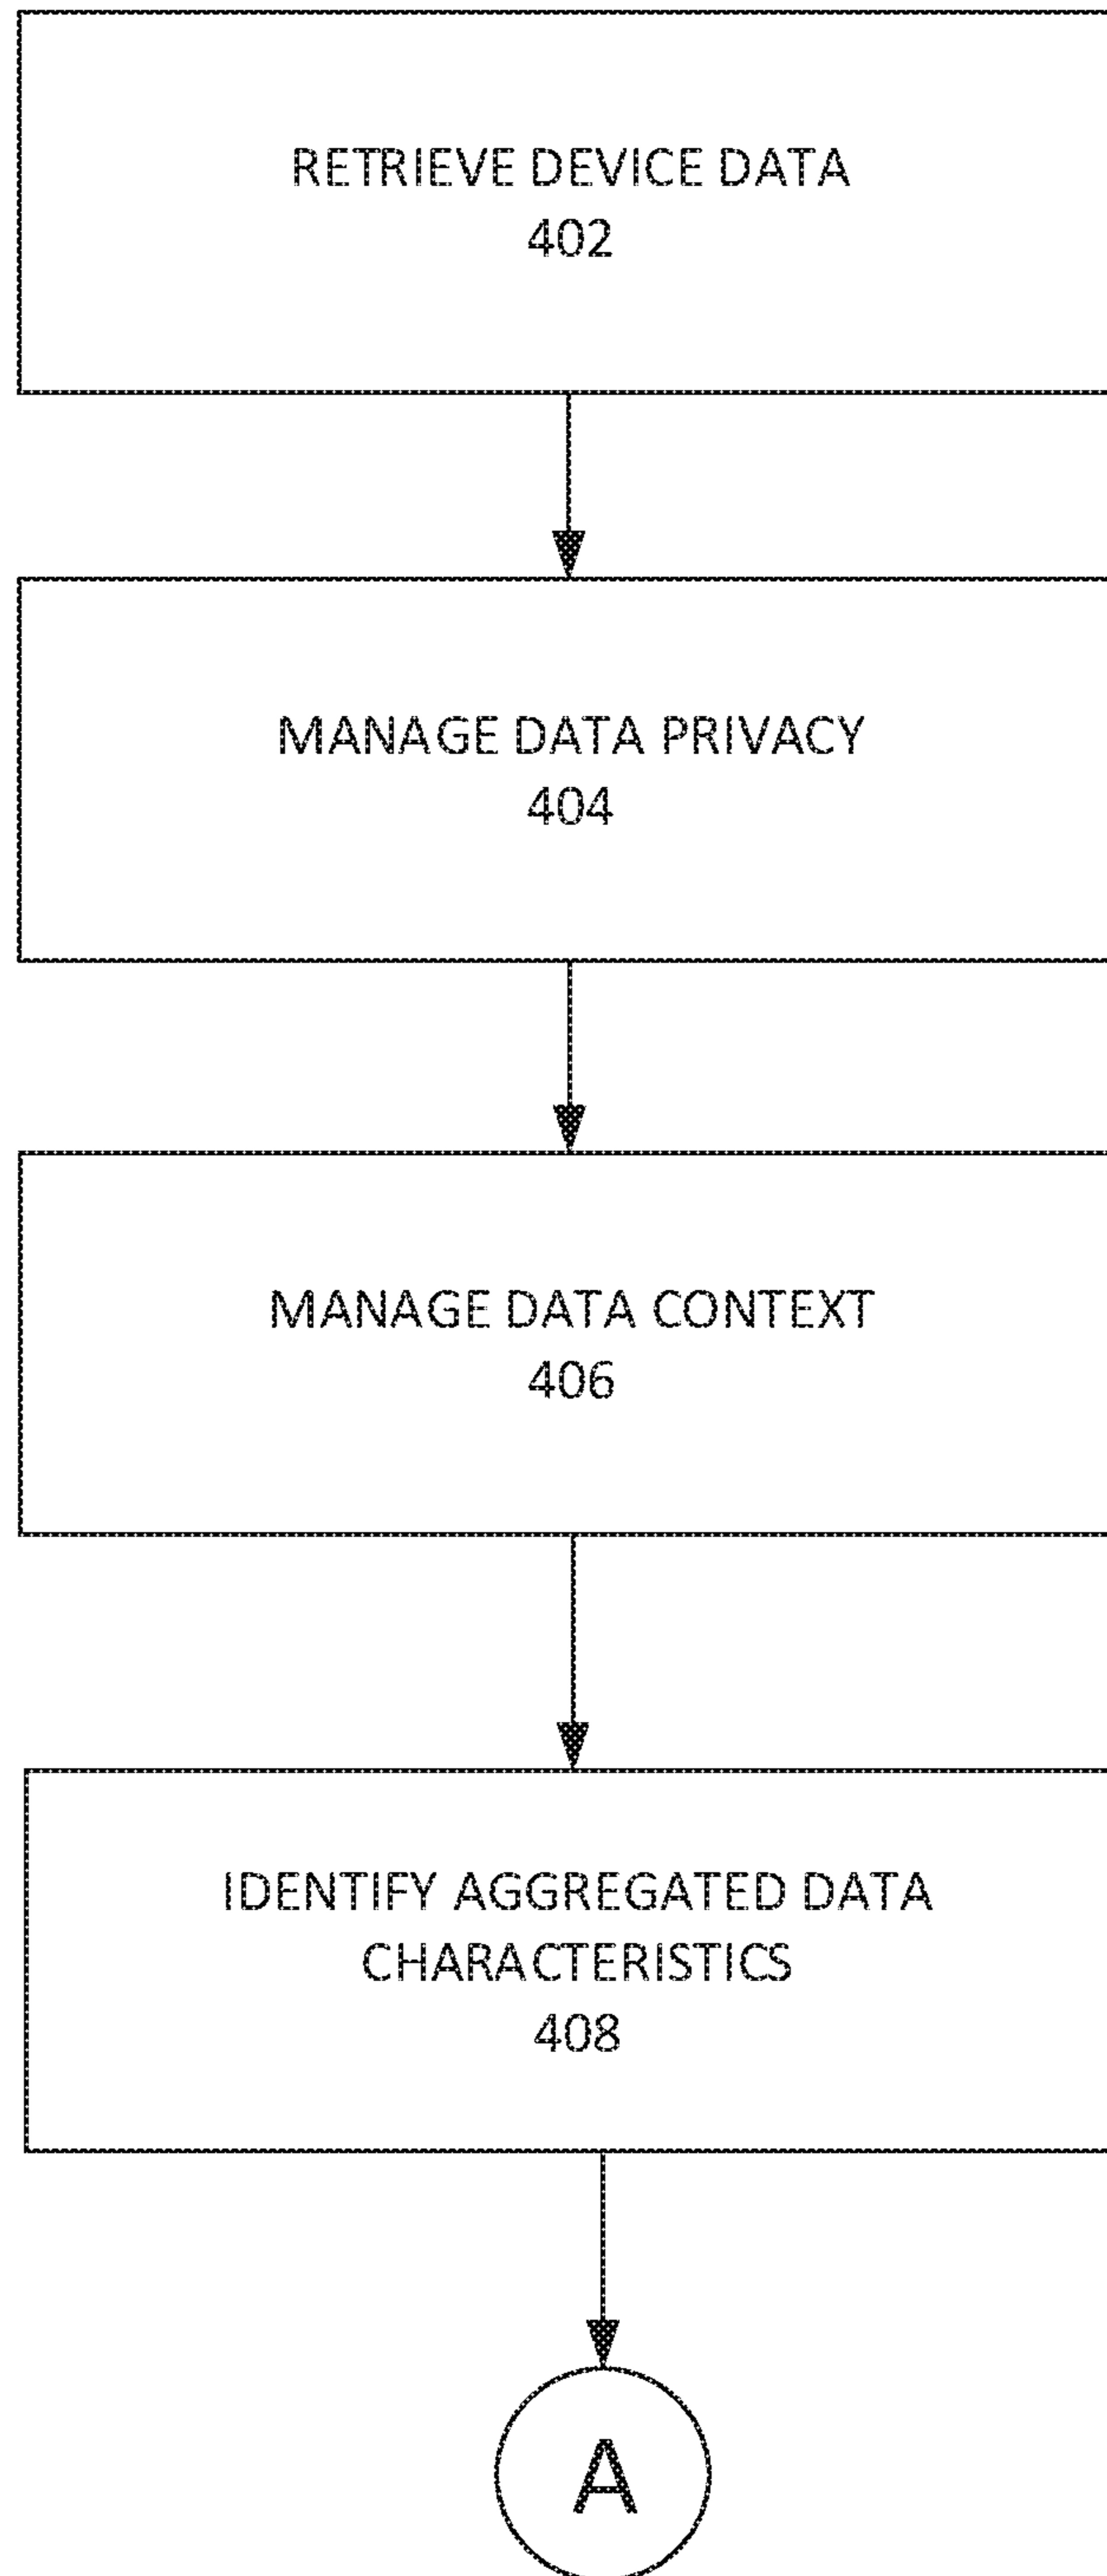 RETRIEVE DEVICE DATA
402
MANAGE DATA PRIVACY
404
MANAGE DATA CONTEXT
406
IDENTIFY AGGREGATED DATA
CHARACTERISTICS
408
A